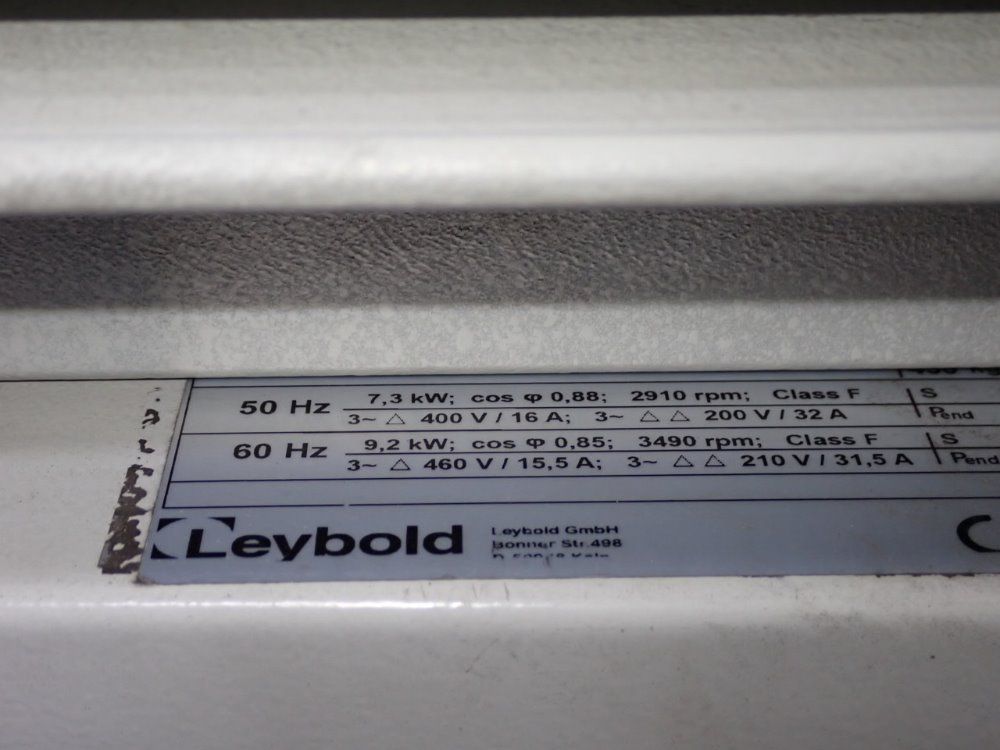 50 Hz 7,3 kW; cos φ 0,88; 2910 rpm; Class F S
3~ △ 400 V / 16 A; 3~ △ △ 200 V / 32 A Pend
60 Hz 9,2 kW; cos φ 0,85; 3490 rpm; Class F S
3~ △ 460 V / 15,5 A; 3~ △ △ 210 V / 31,5 A Pend
Leybold
Leybold GmbH
Bonner Str.498